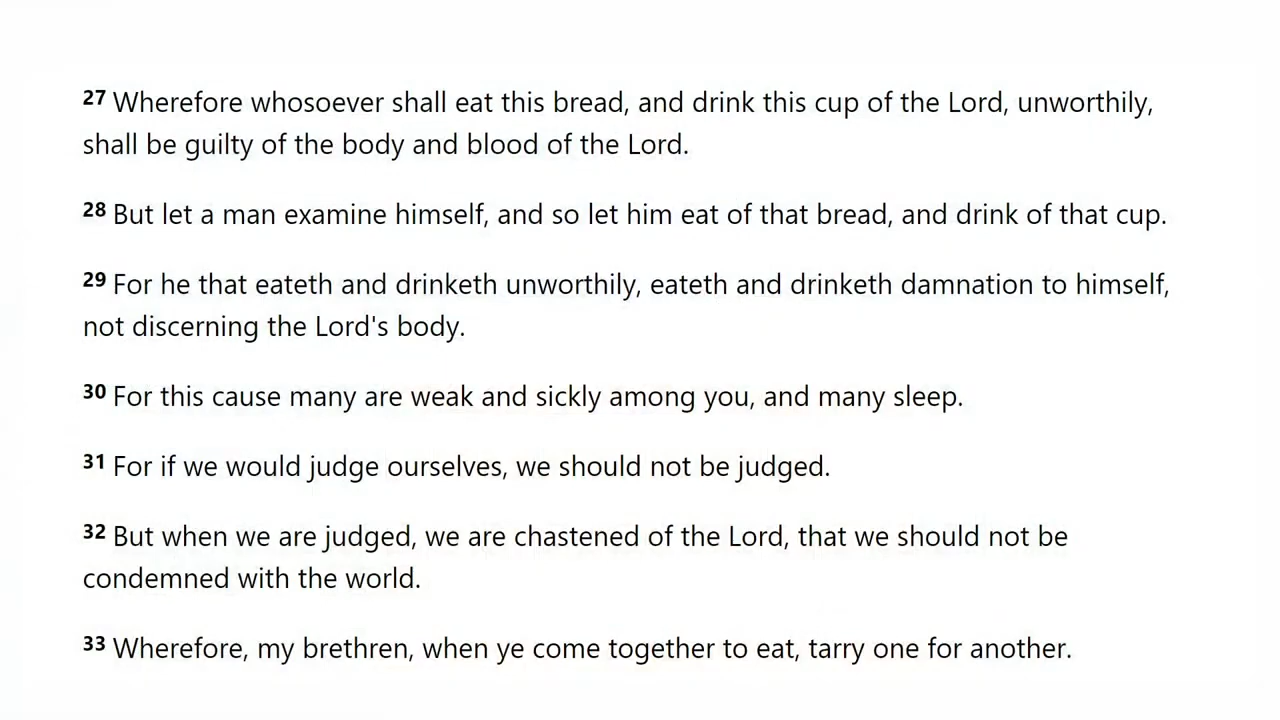 27 Wherefore whosoever shall eat this bread, and drink this cup of the Lord, unworthily,
shall be guilty of the body and blood of the Lord.
28 But let a man examine himself, and so let him eat of that bread, and drink of that cup.
29 For he that eateth and drinketh unworthily, eateth and drinketh damnation to himself,
not discerning the Lord's body.
30 For this cause many are weak and sickly among you, and many sleep.
31 For if we would judge ourselves, we should not be judged.
32 But when we are judged, we are chastened of the Lord, that we should not be
condemned with the world.
33 Wherefore, my brethren, when ye come together to eat, tarry one for another.